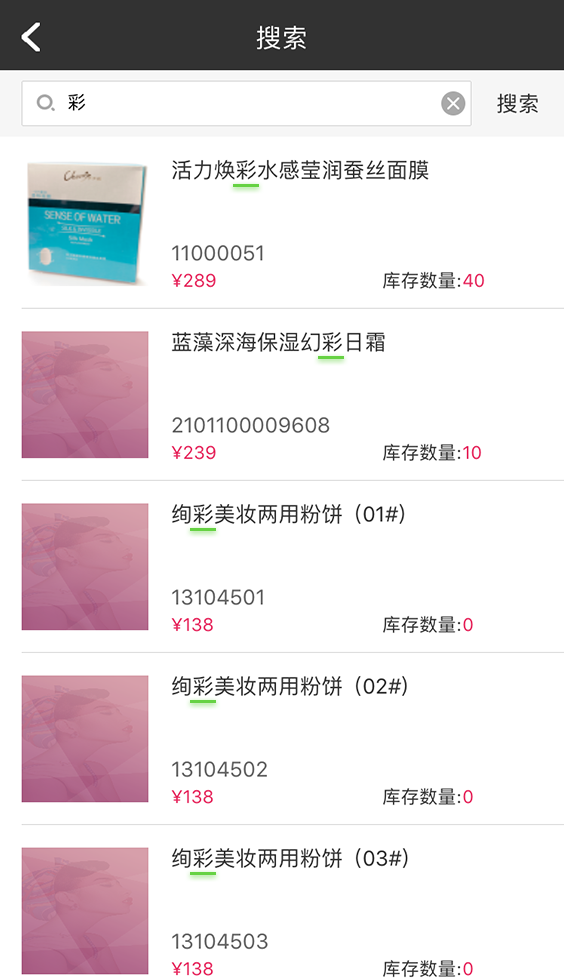 搜索
彩
搜索
活力焕彩水感莹润蚕丝面膜
SENSE OF WATER
11000051
¥289
库存数量:40
蓝藻深海保湿幻彩日霜
2101100009608
¥239
库存数量:10
绚彩美妆两用粉饼（01#）
13104501
¥138
库存数量:0
绚彩美妆两用粉饼（02#）
13104502
¥138
库存数量:0
绚彩美妆两用粉饼（03#）
13104503
¥138
库存数量:0